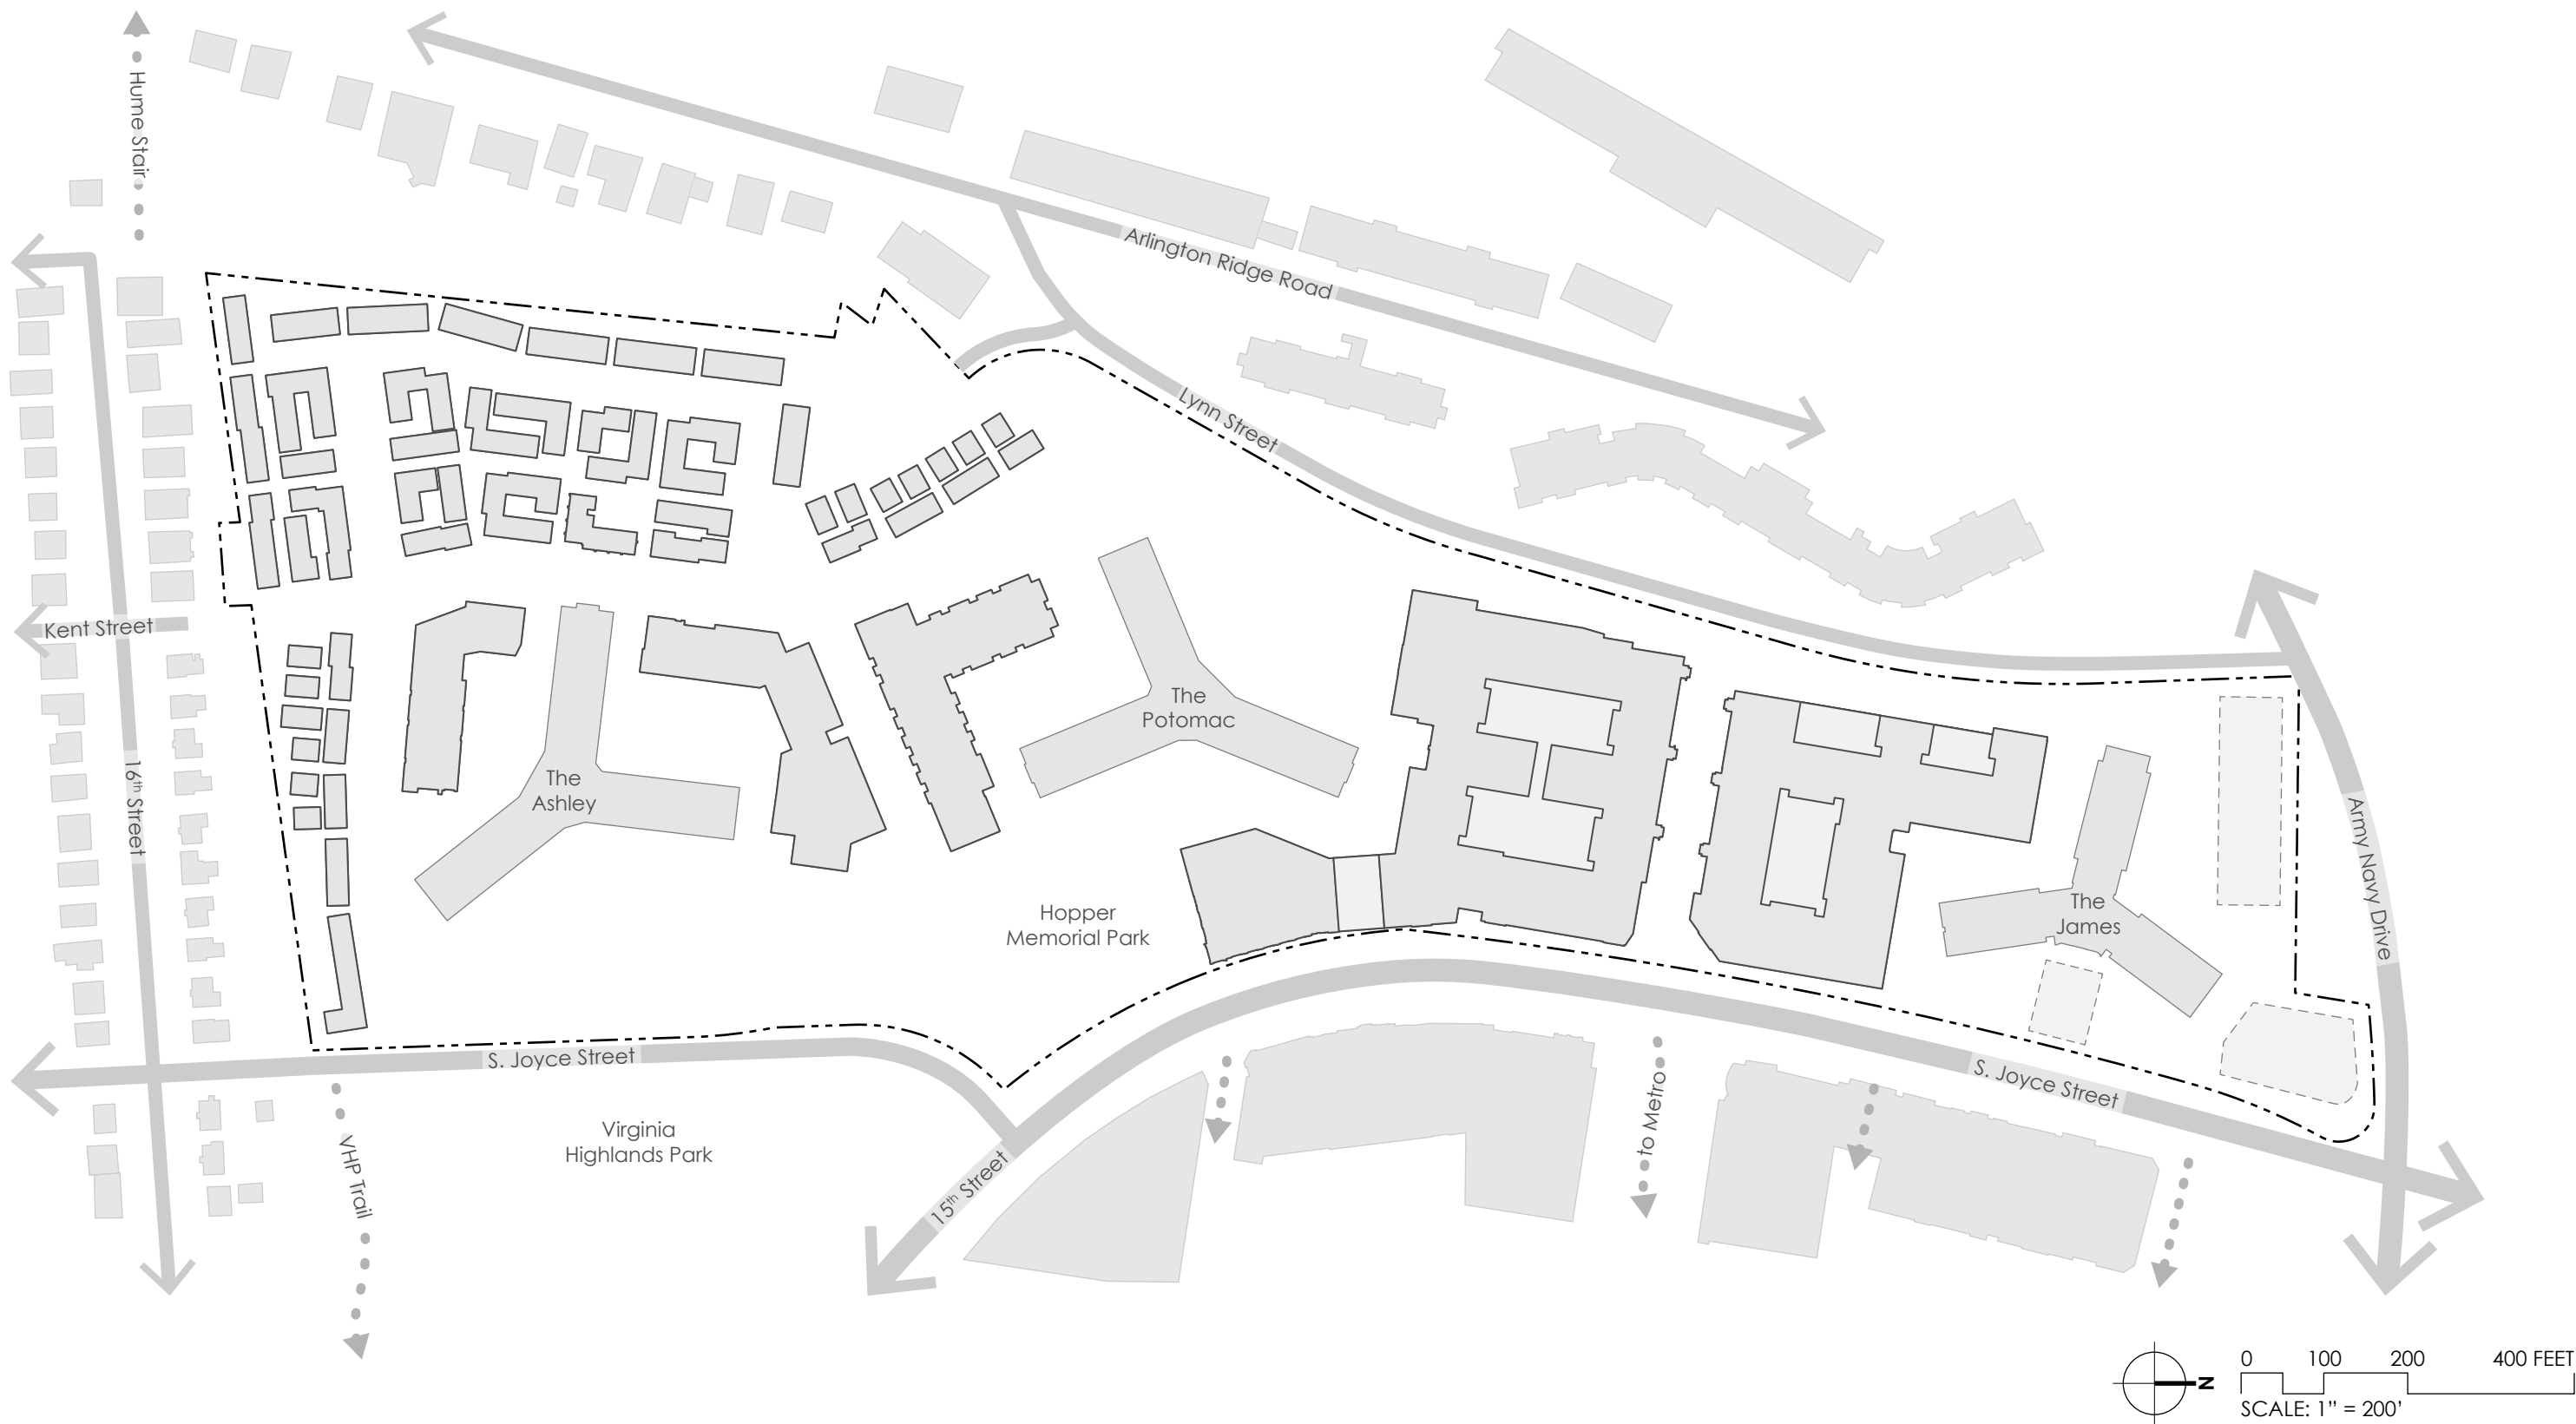 Hume Stair
Arlington Ridge Road
Lynn Street
Kent Street
16th Street
The
Potomac
The
Ashley
The
James
Army Navy Drive
Hopper
Memorial Park
S. Joyce Street
S. Joyce Street
to Metro
Virginia
Highlands Park
VHP Trail
15th Street
N
0 100 200 400 FEET
SCALE: 1” = 200’